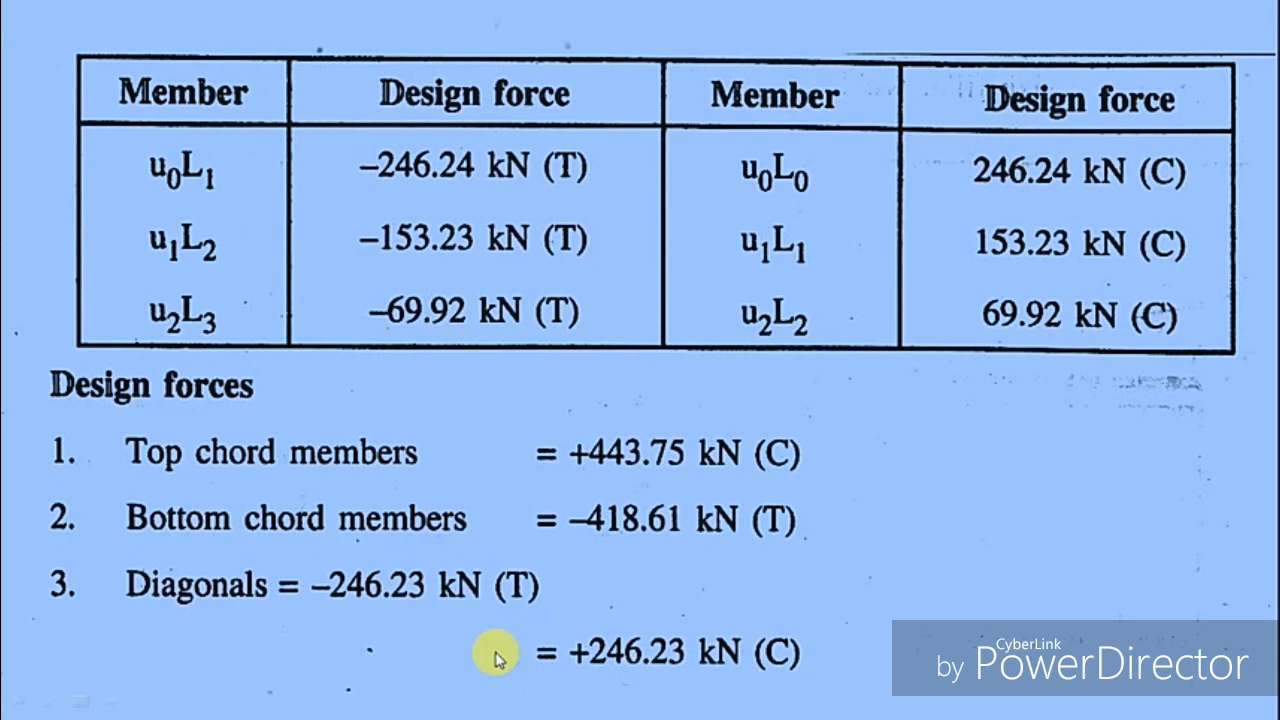 Member Design force Member Design force
u₀L₁ –246.24 kN (T) u₀L₀ 246.24 kN (C)
u₁L₂ –153.23 kN (T) u₁L₁ 153.23 kN (C)
u₂L₃ –69.92 kN (T) u₂L₂ 69.92 kN (C)
Design forces
1. Top chord members = +443.75 kN (C)
2. Bottom chord members = –418.61 kN (T)
3. Diagonals = –246.23 kN (T)
= +246.23 kN (C)
CyberLink
by PowerDirector